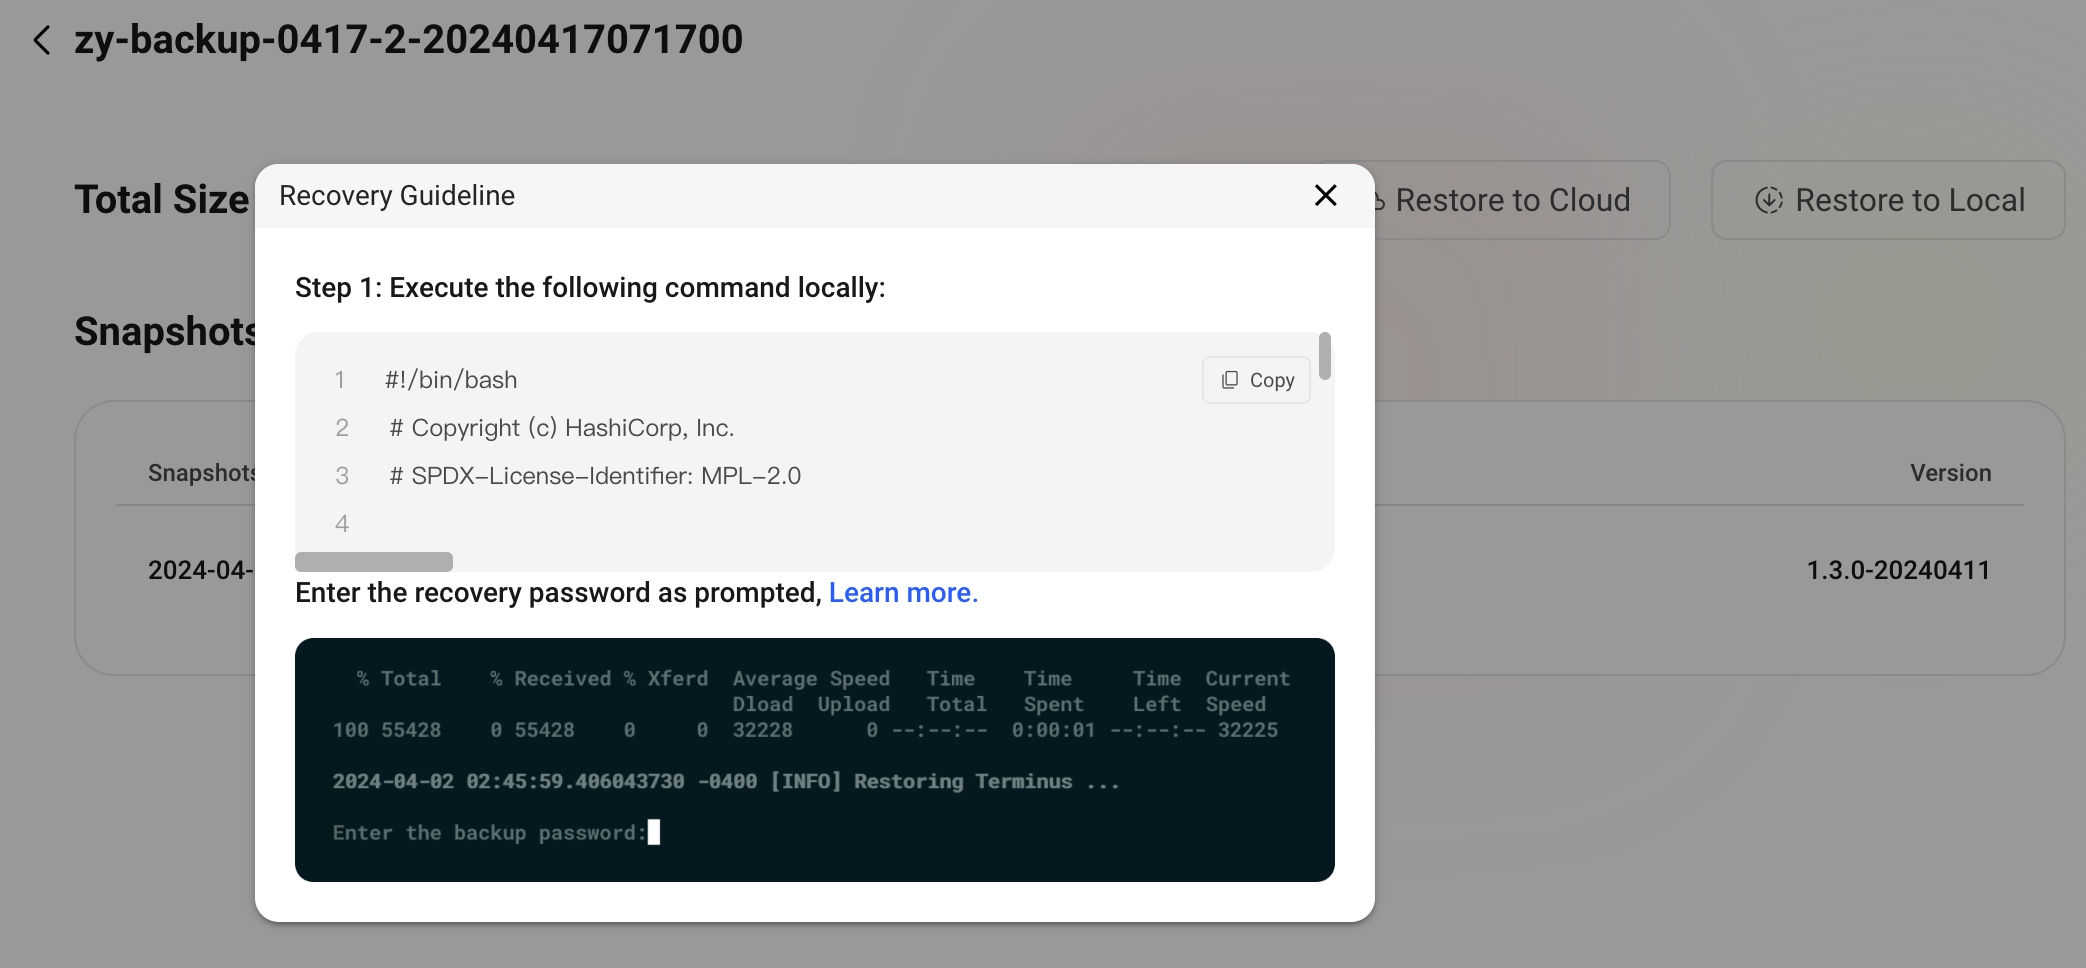 zy-backup-0417-2-20240417071700
Total Size
Restore to Cloud
Restore to Local
Snapshots
Snapshots
Version
2024-04-
1.3.0-20240411
Recovery Guideline
Step 1: Execute the following command locally:
1 #!/bin/bash
Copy
2 # Copyright (c) HashiCorp, Inc.
3 # SPDX-License-Identifier: MPL-2.0
4
Enter the recovery password as prompted, Learn more.
% Total % Received % Xferd Average Speed Time Time Time Current
Dload Upload Total Spent Left Speed
100 55428 0 55428 0 0 32228 0 --:--:-- 0:00:01 --:--:-- 32225
2024-04-02 02:45:59.406043730 -0400 [INFO] Restoring Terminus ...
Enter the backup password: